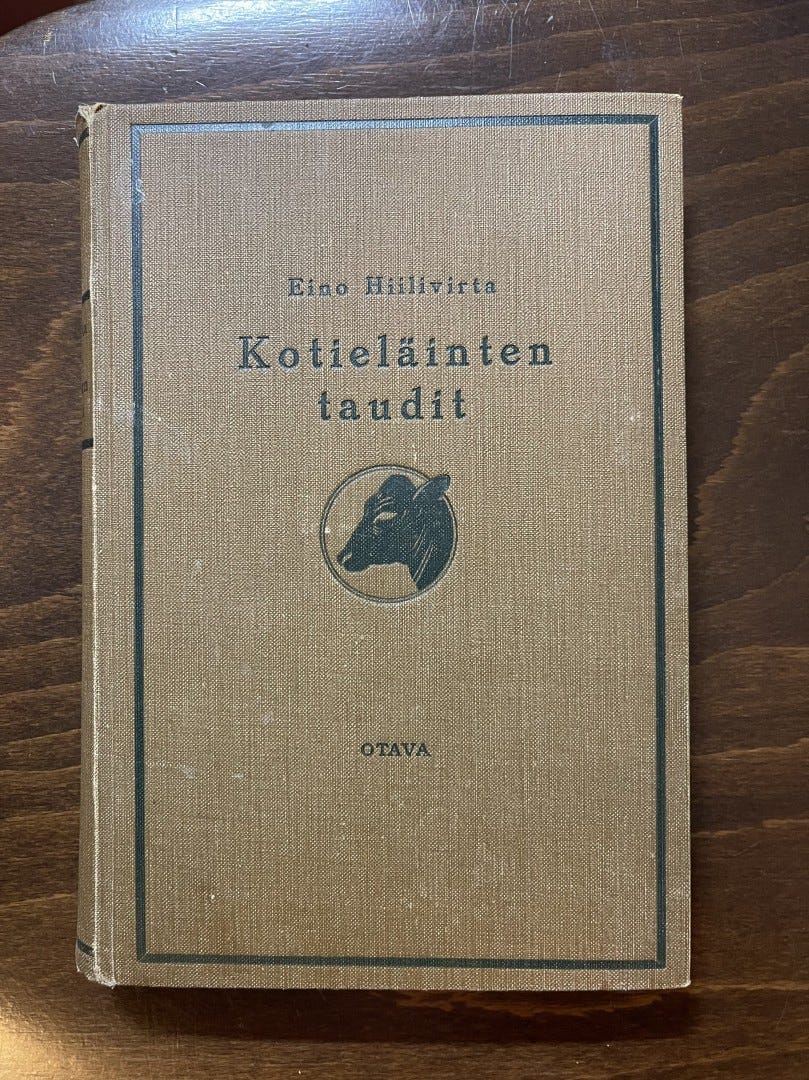 Eino Hiilivirta
Kotieläinten
taudit
OTAVA